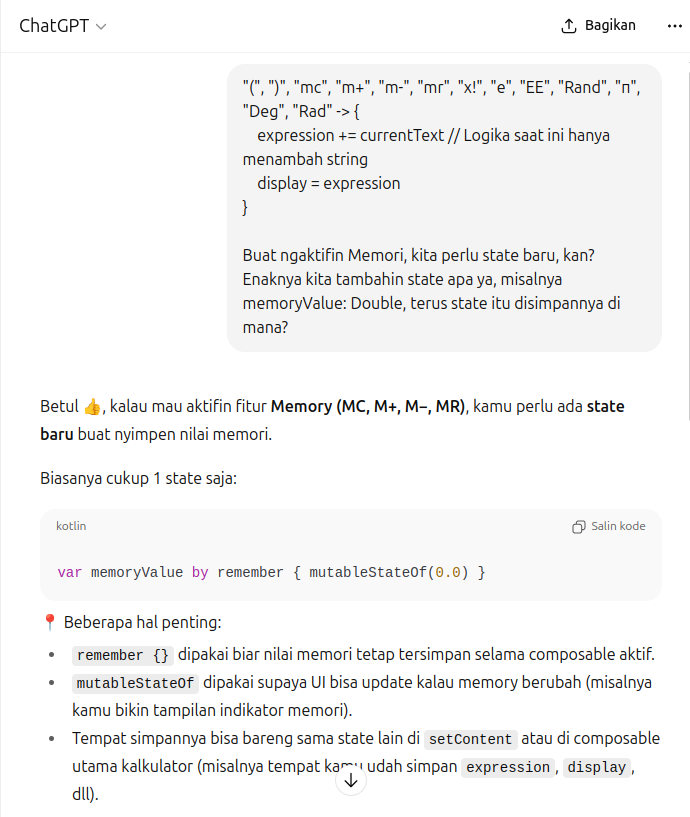 ChatGPT
Bagikan
"(", ")", "mc", "m+", "m-", "mr", "x!", "e", "EE", "Rand", "π",
"Deg", "Rad" -> {
expression += currentText // Logika saat ini hanya
menambah string
display = expression
}
Buat ngaktifin Memori, kita perlu state baru, kan?
Enaknya kita tambahin state apa ya, misalnya
memoryValue: Double, terus state itu disimpannya di
mana?
Betul 👍, kalau mau aktifin fitur Memory (MC, M+, M−, MR), kamu perlu ada state
baru buat nyimpen nilai memori.
Biasanya cukup 1 state saja:
kotlin
Salin kode
var memoryValue by remember { mutableStateOf(0.0) }
📍 Beberapa hal penting:
• remember {} dipakai biar nilai memori tetap tersimpan selama composable aktif.
• mutableStateOf dipakai supaya UI bisa update kalau memory berubah (misalnya
kamu bikin tampilan indikator memori).
• Tempat simpannya bisa bareng sama state lain di setContent atau di composable
utama kalkulator (misalnya tempat kamu udah simpan expression, display,
dll).